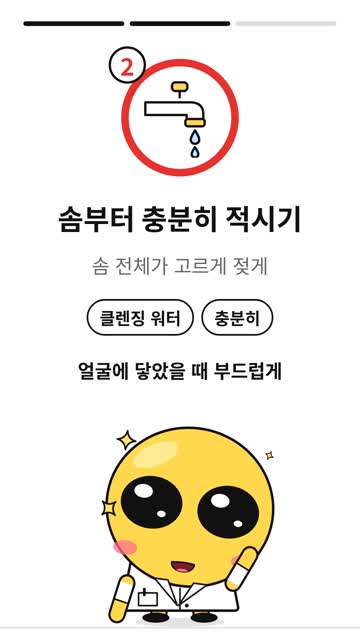 2
솜부터 충분히 적시기
솜 전체가 고르게 젖게
클렌징 워터 충분히
얼굴에 닿았을 때 부드럽게